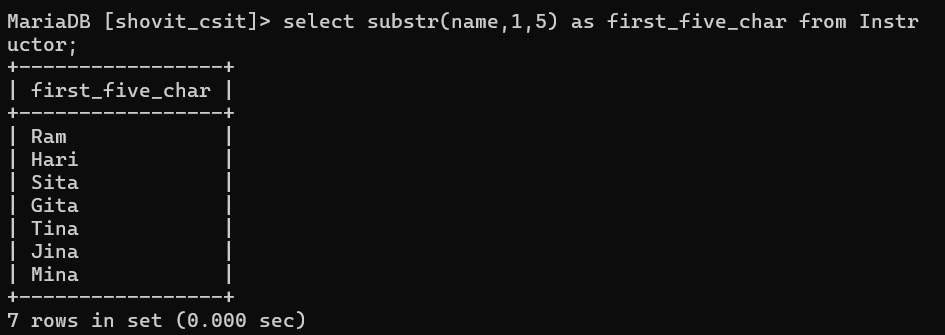 MariaDB [shovit_csit]> select substr(name,1,5) as first_five_char from Instr
uctor;
+-----------------+
| first_five_char |
+-----------------+
| Ram             |
| Hari            |
| Sita            |
| Gita            |
| Tina            |
| Jina            |
| Mina            |
+-----------------+
7 rows in set (0.000 sec)